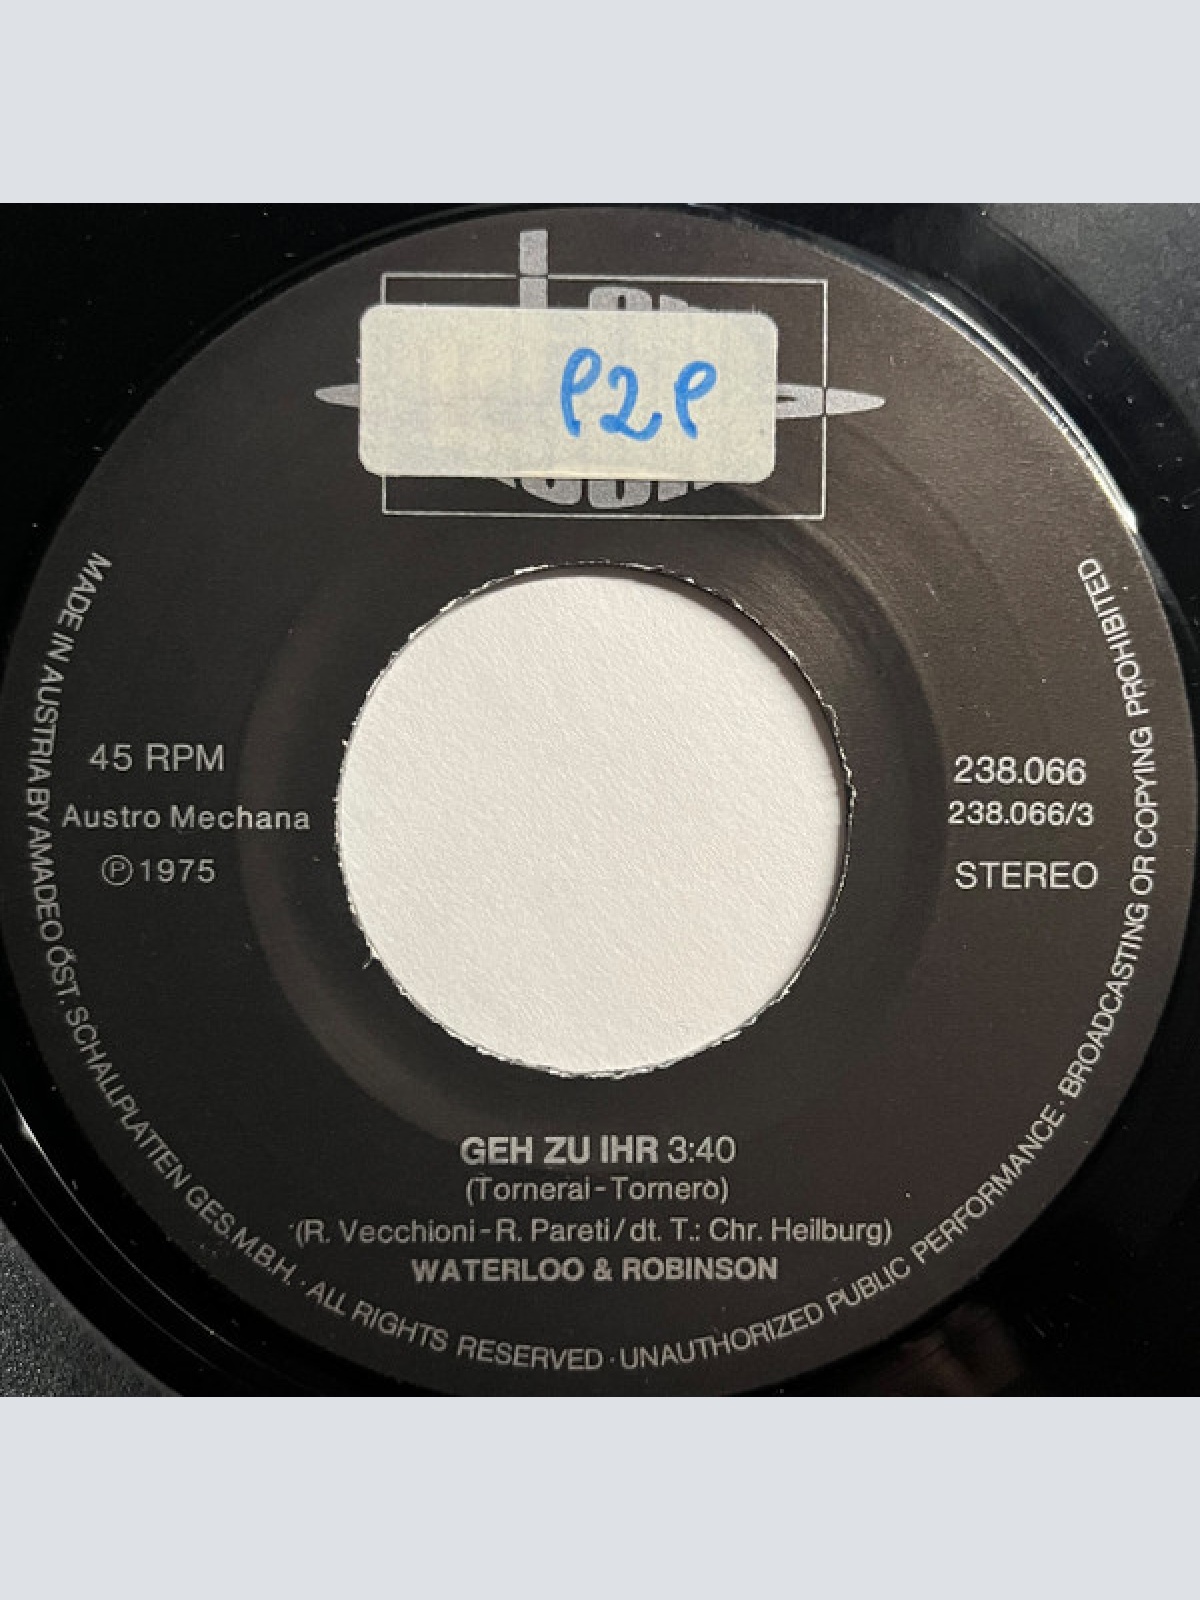 P2P
MADE IN AUSTRIA BY AMADEO ÖST. SCHALLPLATTEN GES.M.B.H. · ALL RIGHTS RESERVED · UNAUTHORIZED PUBLIC PERFORMANCE · BROADCASTING OR COPYING PROHIBITED
45 RPM
Austro Mechana
Ⓟ 1975
238.066
238.066/3
STEREO
GEH ZU IHR 3:40
(Tornerai - Tornerò)
(R. Vecchioni - R. Pareti / dt. T.: Chr. Heilburg)
WATERLOO & ROBINSON